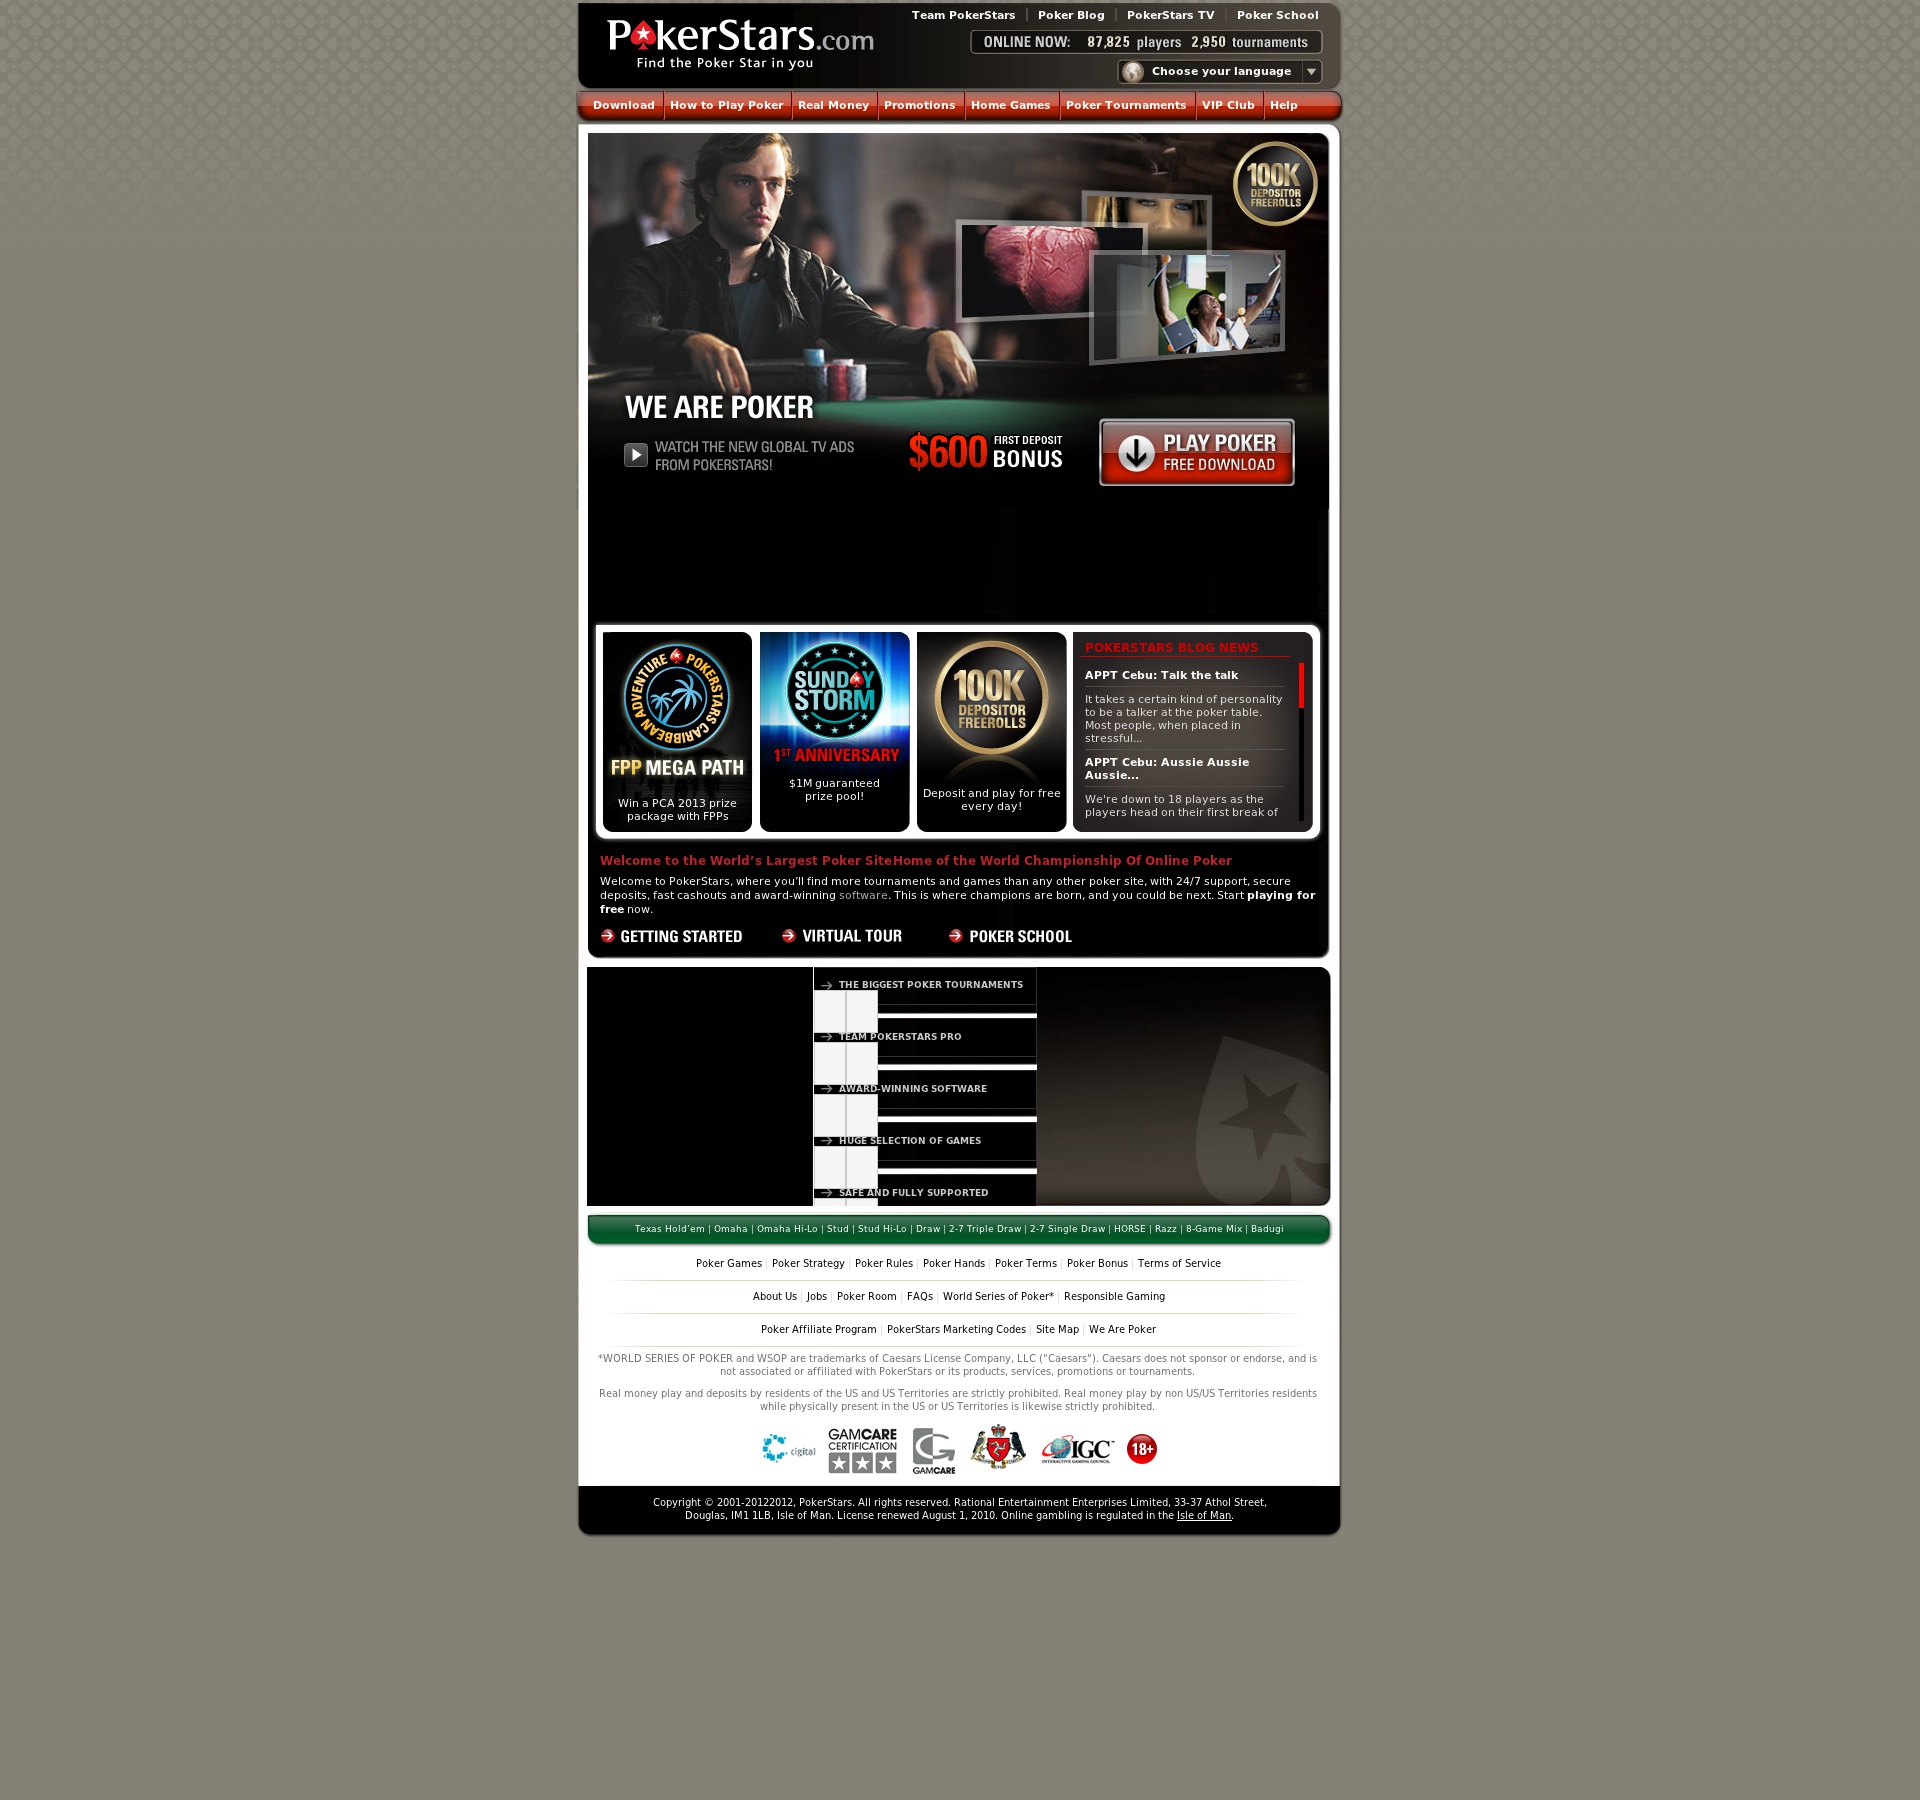 Team PokerStars
Poker Blog
PokerStars TV
Poker School
PokerStars.com
Find the Poker Star in you
ONLINE NOW: 87,825 players 2,950 tournaments
Choose your language
Download
How to Play Poker
Real Money
Promotions
Home Games
Poker Tournaments
VIP Club
Help
100K
DEPOSITOR
FREEROLLS
WE ARE POKER
WATCH THE NEW GLOBAL TV ADS
FROM POKERSTARS!
$600 FIRST DEPOSIT
BONUS
PLAY POKER
FREE DOWNLOAD
POKERSTARS CARIBBEAN ADVENTURE
FPP MEGA PATH
Win a PCA 2013 prize
package with FPPs
SUNDAY
STORM
1ST ANNIVERSARY
$1M guaranteed
prize pool!
100K
DEPOSITOR
FREEROLLS
Deposit and play for free
every day!
POKERSTARS BLOG NEWS
APPT Cebu: Talk the talk
It takes a certain kind of personality
to be a talker at the poker table.
Most people, when placed in
stressful...
APPT Cebu: Aussie Aussie
Aussie...
We're down to 18 players as the
players head on their first break of
Welcome to the World’s Largest Poker SiteHome of the World Championship Of Online Poker
Welcome to PokerStars, where you’ll find more tournaments and games than any other poker site, with 24/7 support, secure
deposits, fast cashouts and award-winning software. This is where champions are born, and you could be next. Start playing for
free now.
GETTING STARTED
VIRTUAL TOUR
POKER SCHOOL
THE BIGGEST POKER TOURNAMENTS
TEAM POKERSTARS PRO
AWARD-WINNING SOFTWARE
HUGE SELECTION OF GAMES
SAFE AND FULLY SUPPORTED
Texas Hold’em | Omaha | Omaha Hi-Lo | Stud | Stud Hi-Lo | Draw | 2-7 Triple Draw | 2-7 Single Draw | HORSE | Razz | 8-Game Mix | Badugi
Poker Games | Poker Strategy | Poker Rules | Poker Hands | Poker Terms | Poker Bonus | Terms of Service
About Us | Jobs | Poker Room | FAQs | World Series of Poker* | Responsible Gaming
Poker Affiliate Program | PokerStars Marketing Codes | Site Map | We Are Poker
*WORLD SERIES OF POKER and WSOP are trademarks of Caesars License Company, LLC ("Caesars"). Caesars does not sponsor or endorse, and is
not associated or affiliated with PokerStars or its products, services, promotions or tournaments.
Real money play and deposits by residents of the US and US Territories are strictly prohibited. Real money play by non US/US Territories residents
while physically present in the US or US Territories is likewise strictly prohibited.
cigital
GAMCARE
CERTIFICATION
GAMCARE
IGC
INTERACTIVE GAMING COUNCIL
18+
Copyright © 2001-20122012, PokerStars. All rights reserved. Rational Entertainment Enterprises Limited, 33-37 Athol Street,
Douglas, IM1 1LB, Isle of Man. License renewed August 1, 2010. Online gambling is regulated in the Isle of Man.